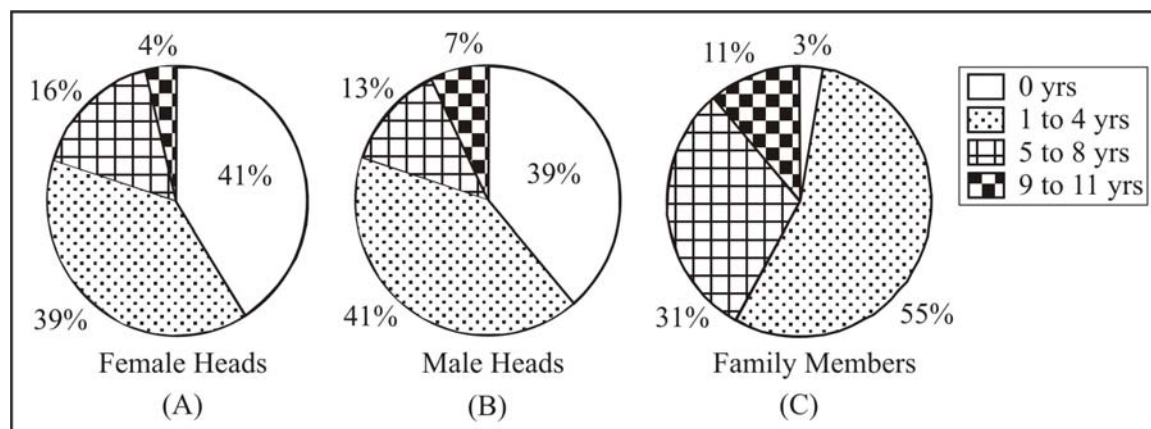 4%
16%
41%
39%
Female Heads
(A)
7%
13%
39%
41%
Male Heads
(B)
11%
3%
31%
55%
Family Members
(C)
0 yrs
1 to 4 yrs
5 to 8 yrs
9 to 11 yrs